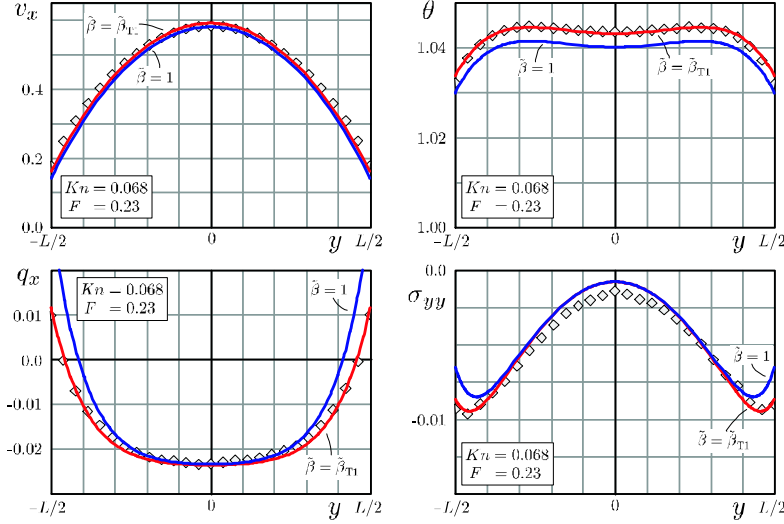 v_x
β̃ = β̃_T1
β̃ = 1
0.4
0.2
0.0
Kn = 0.068
F = 0.23
−L/2 0 y L/2
θ
1.04
β̃ = 1
β̃ = β̃_T1
1.02
1.00
Kn = 0.068
F = 0.23
−L/2 0 y L/2
q_x
Kn = 0.068
F = 0.23
β̃ = 1
0.01
0.0
-0.01
-0.02
β̃ = β̃_T1
−L/2 0 y L/2
0.0
σ_yy
β̃ = 1
-0.01
β̃ = β̃_T1
Kn = 0.068
F = 0.23
−L/2 0 y L/2